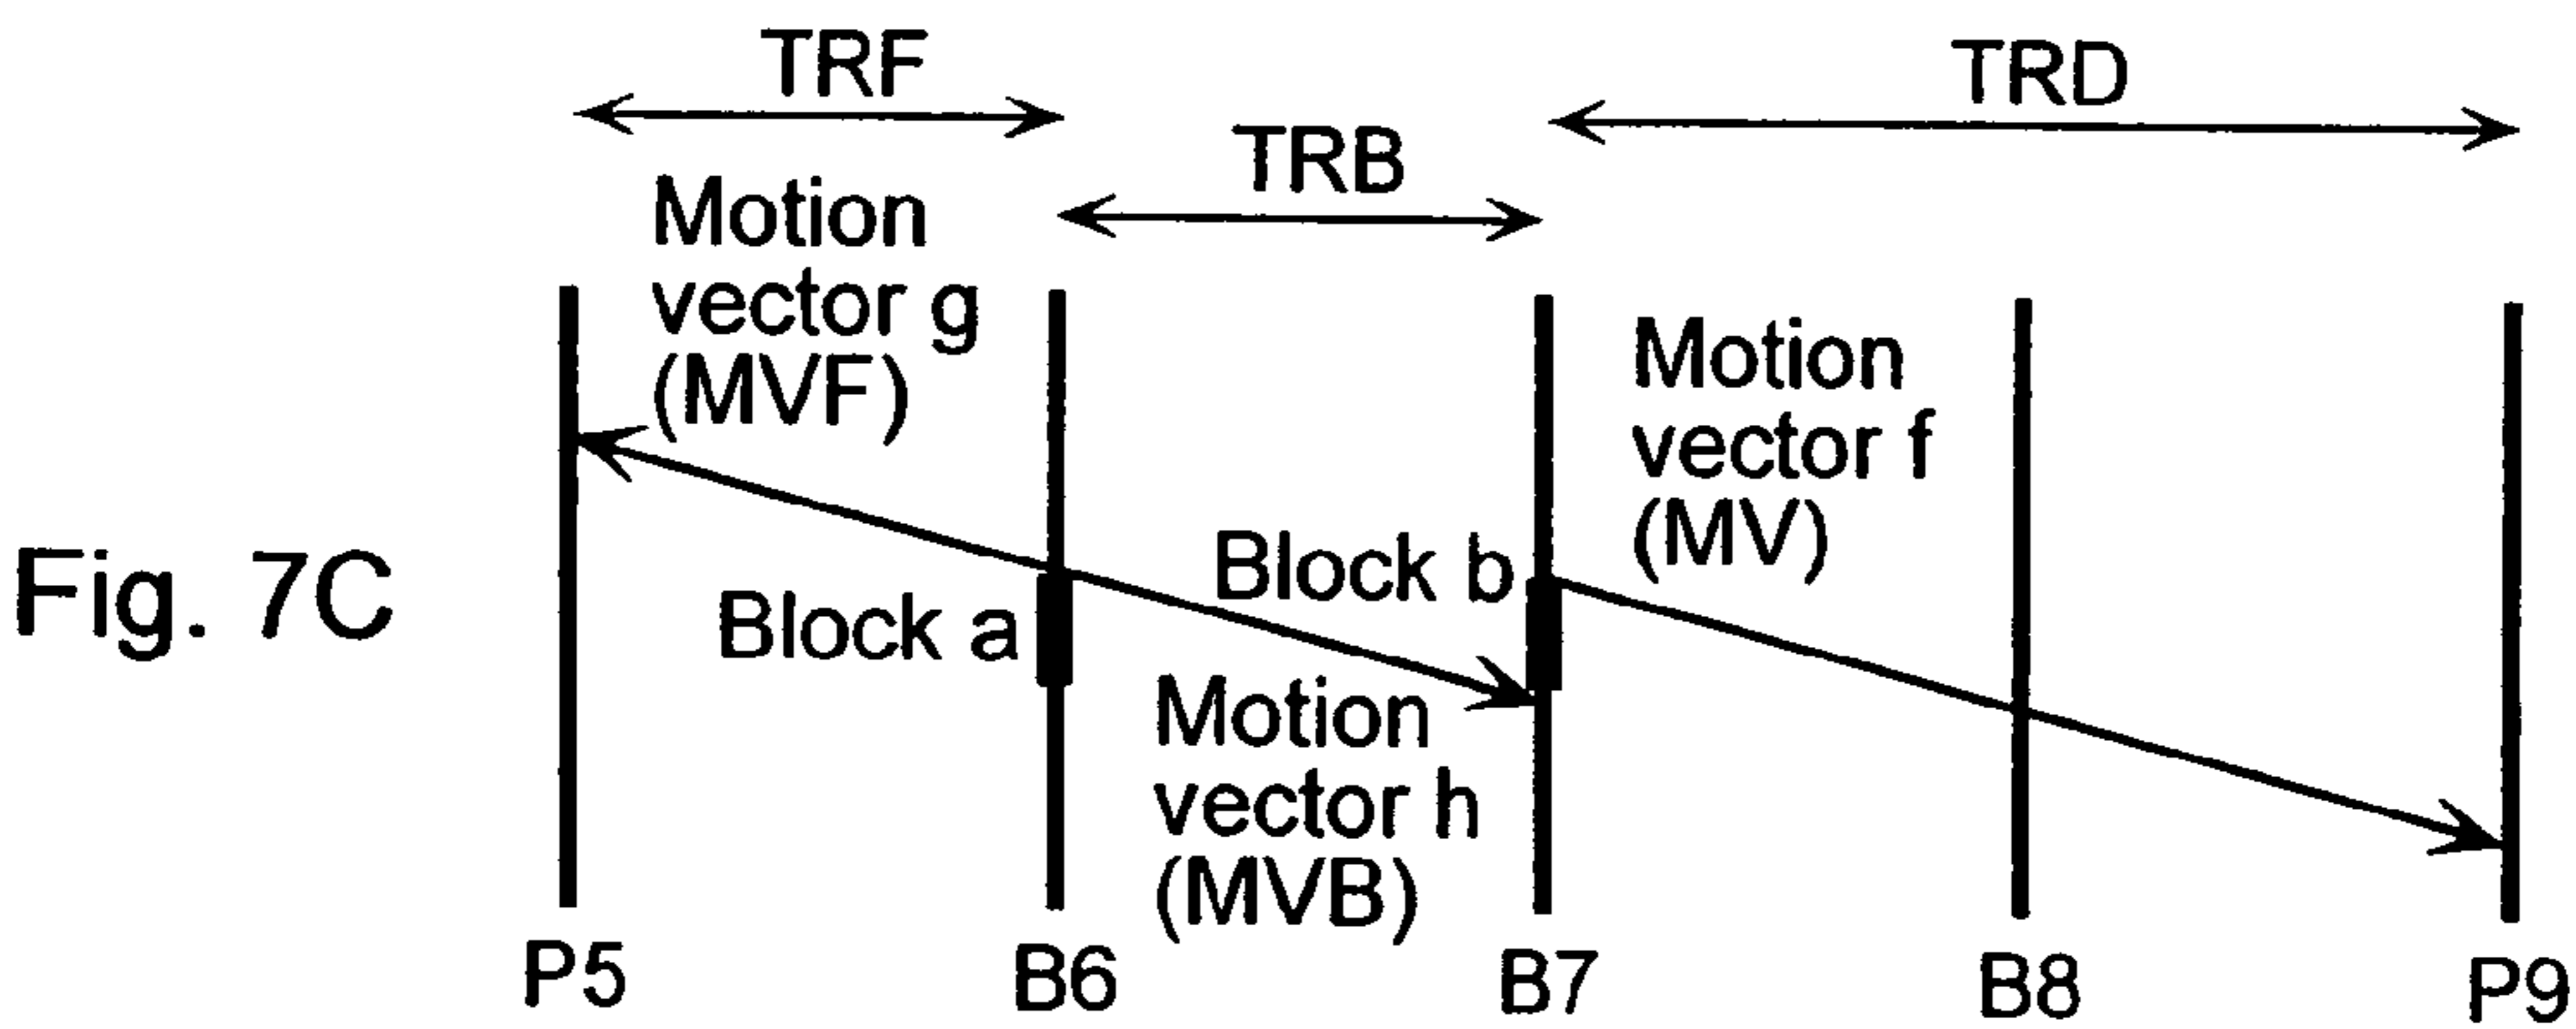 TRF
TRD
TRB
Motion
vector g
(MVF)
Motion
vector f
(MV)
Fig. 7C
Block a
Block b
Motion
vector h
(MVB)
P5
B6
B7
B8
P9